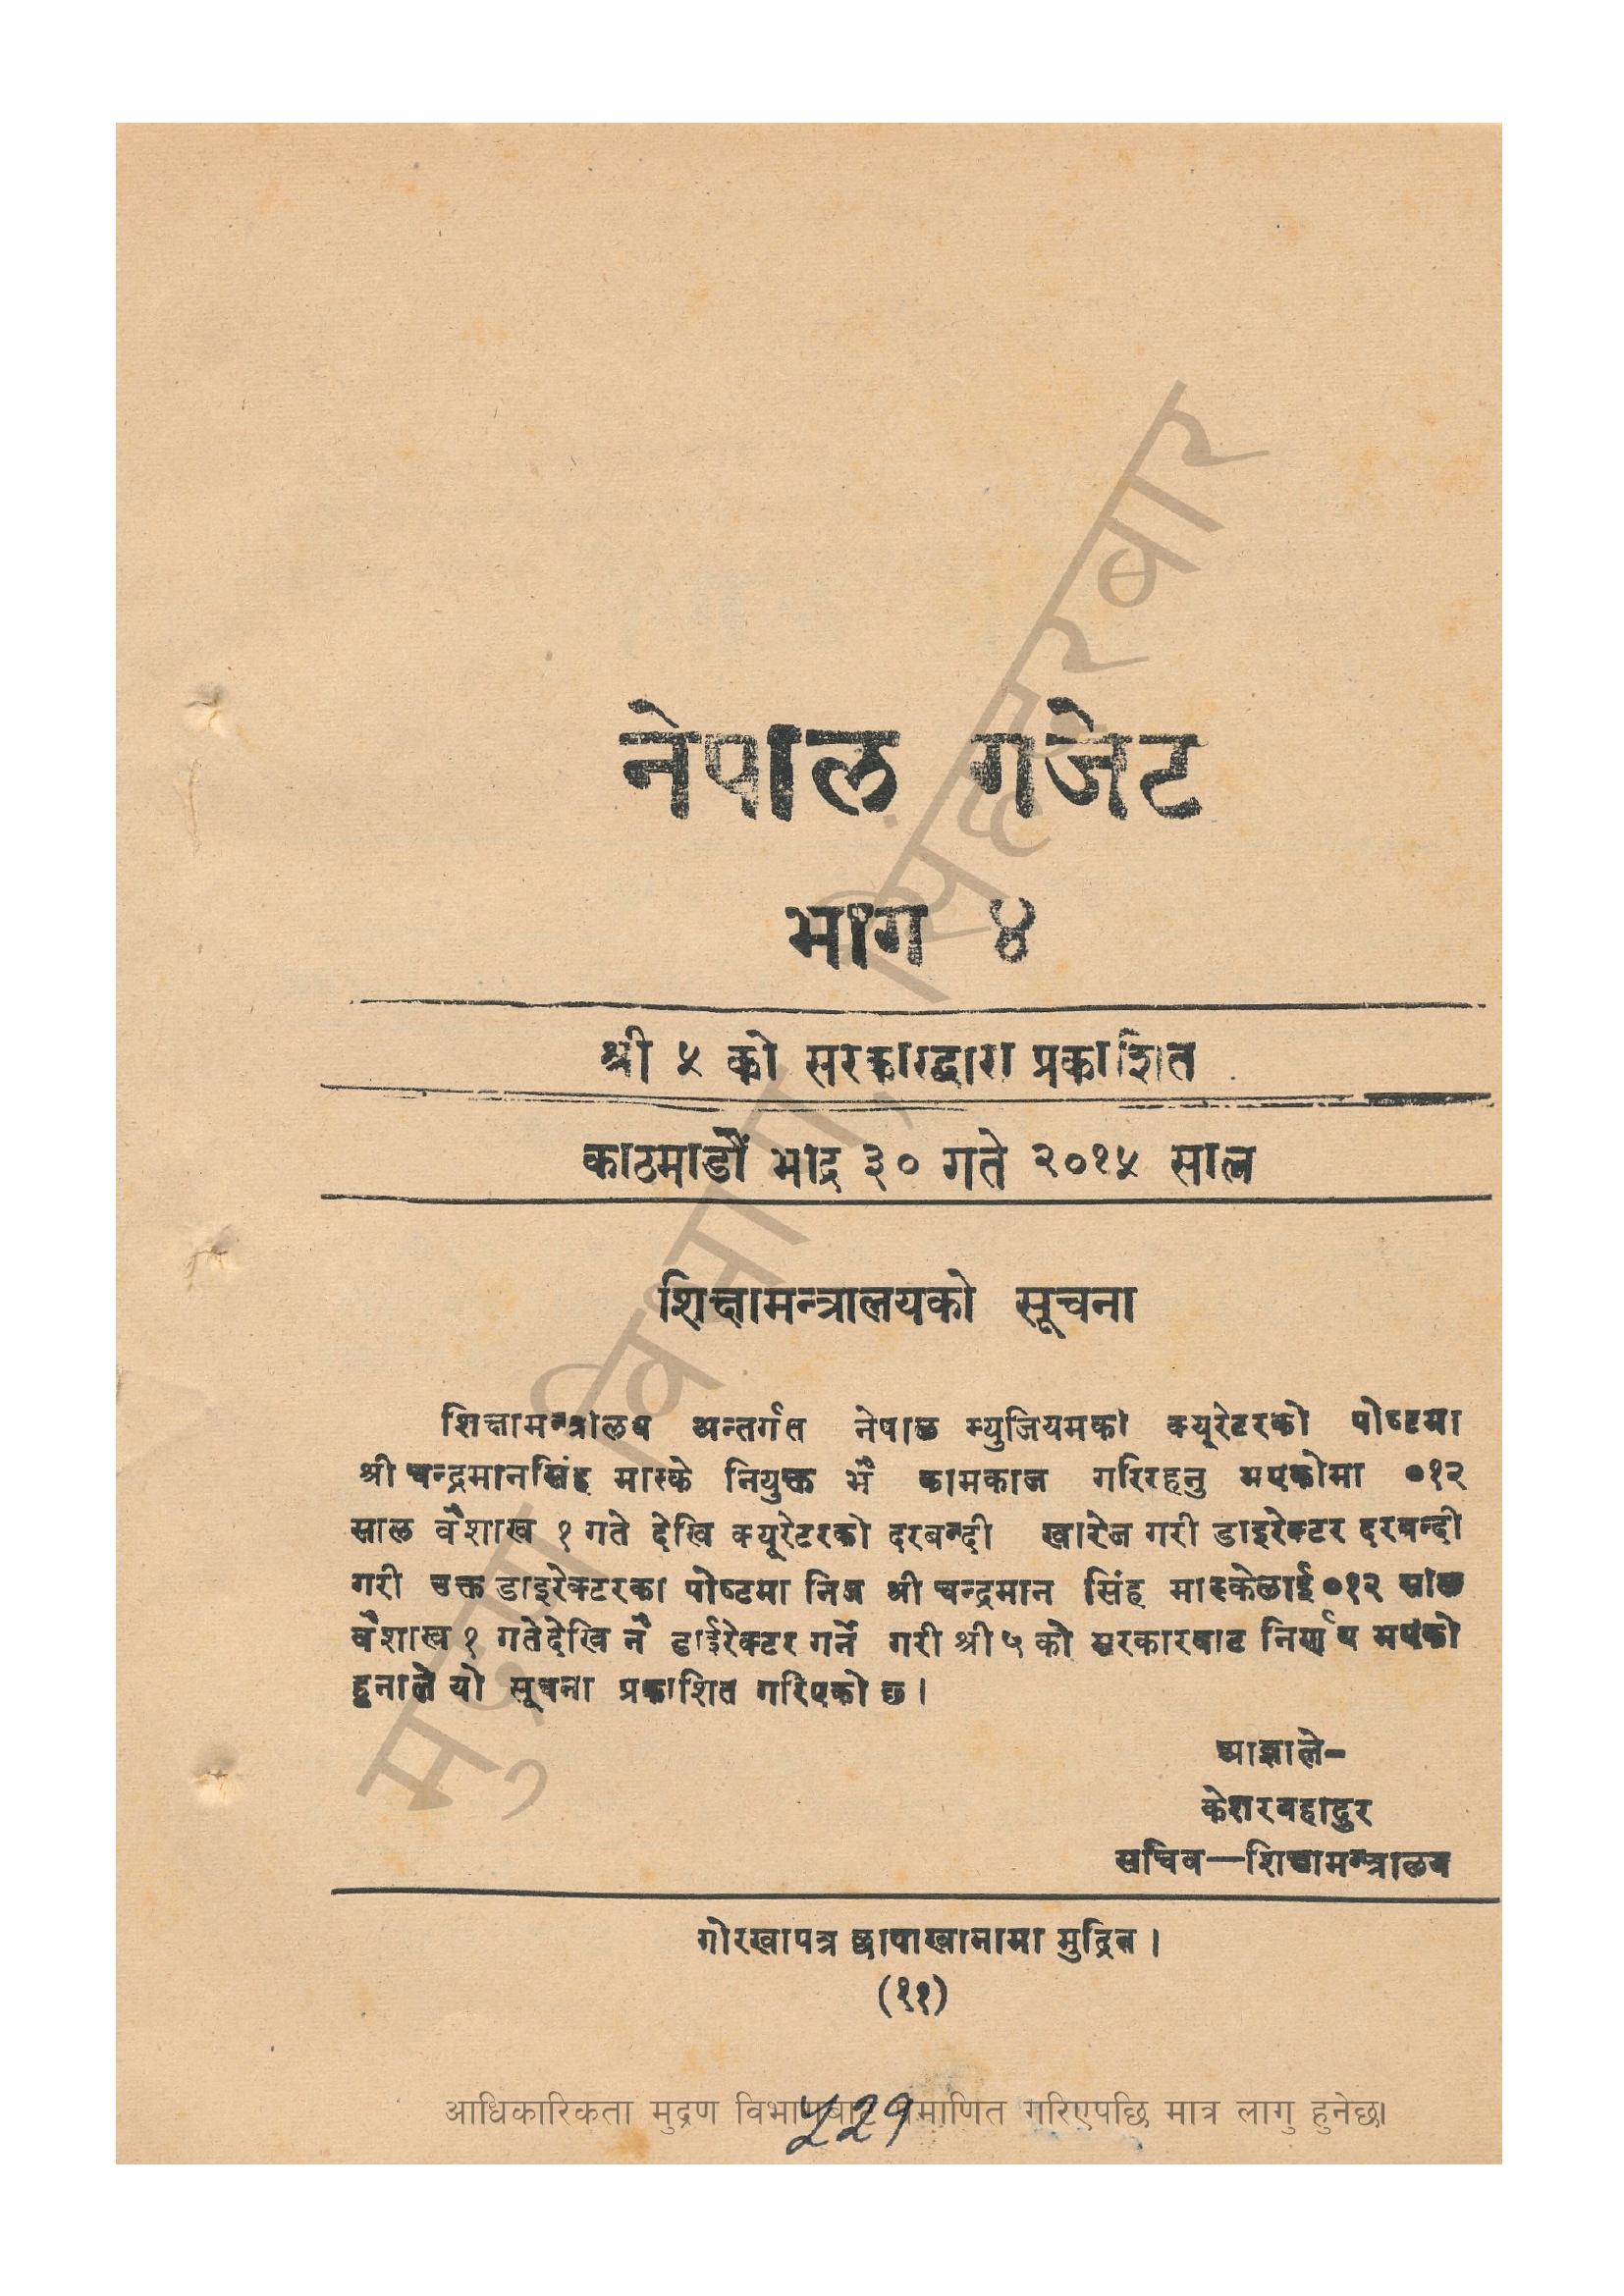 नेपाल गजेट
भाग ४
श्री ५ को सरकारद्वारा प्रकाशित
काठमाडौं भाद्र ३० गते २०१५ साल
शिक्षामन्त्रालयको सूचना
शिक्षामन्त्रालय अन्तर्गत नेपाल म्युजियमका क्यूरेटरको पोष्टमा
श्री चन्द्रमानसिंह मास्के नियुक्त भै कामकाज गरिरहनु भएकोमा ०१२
साल वैशाख १ गते देखि क्यूरेटरको दरबन्दी खारेज गरी डाइरेक्टर दरबन्दी
गरी उक्त डाइरेक्टरका पोष्टमा निज श्री चन्द्रमान सिंह मास्केलाई ०१२ साल
वैशाख १ गतेदेखि नै डाईरेक्टर गर्ने गरी श्री ५ को सरकारबाट निर्णय भएको
हुनाले यो सूचना प्रकाशित गरिएको छ ।
आज्ञाले-
केशरबहादुर
सचिव—शिक्षामन्त्रालय
गोरखापत्र छापाखानामा मुद्रित ।
(११)
आधिकारिकता मुद्रण विभागबाट प्रमाणित गरिएपछि मात्र लागु हुनेछ।
५२१
मुद्रण विभाग, सिंहदरबार